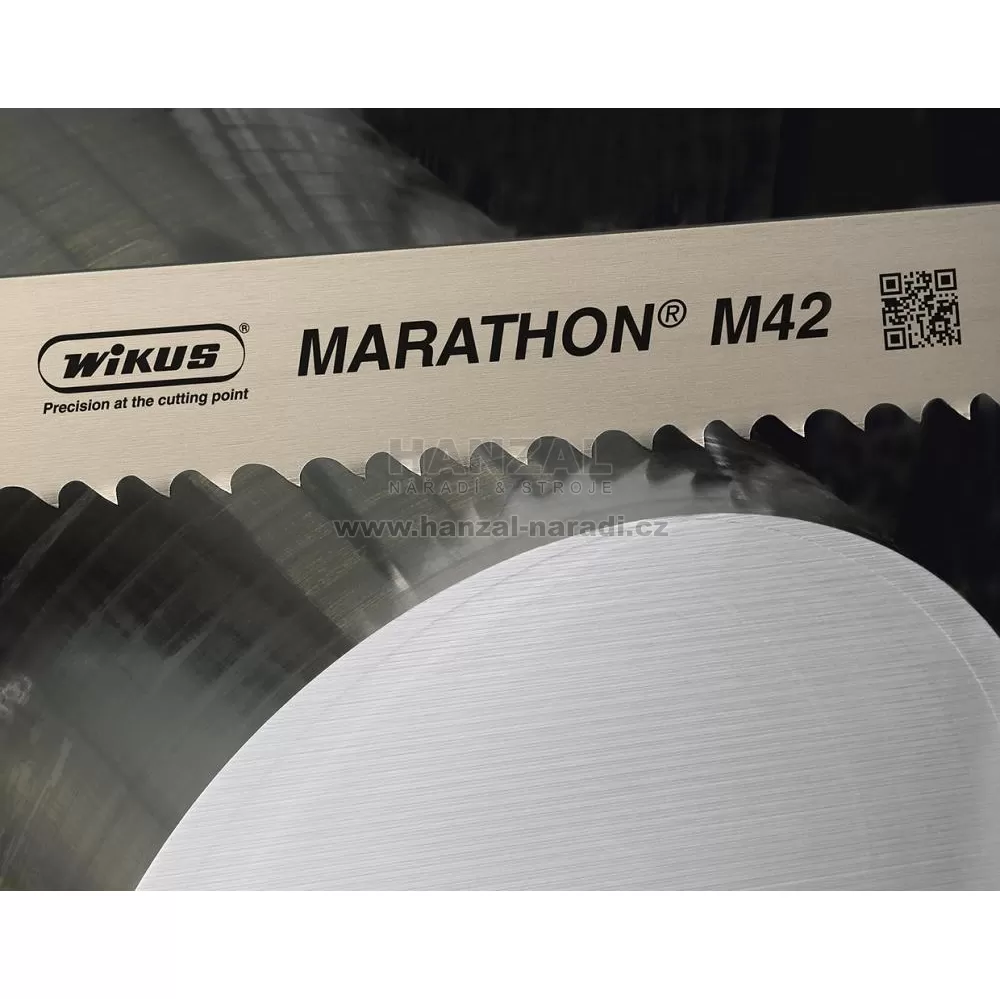 WIKUS®
Precision at the cutting point
MARATHON® M42
HANZAL
NÁŘADÍ & STROJE
www.hanzal-naradi.cz